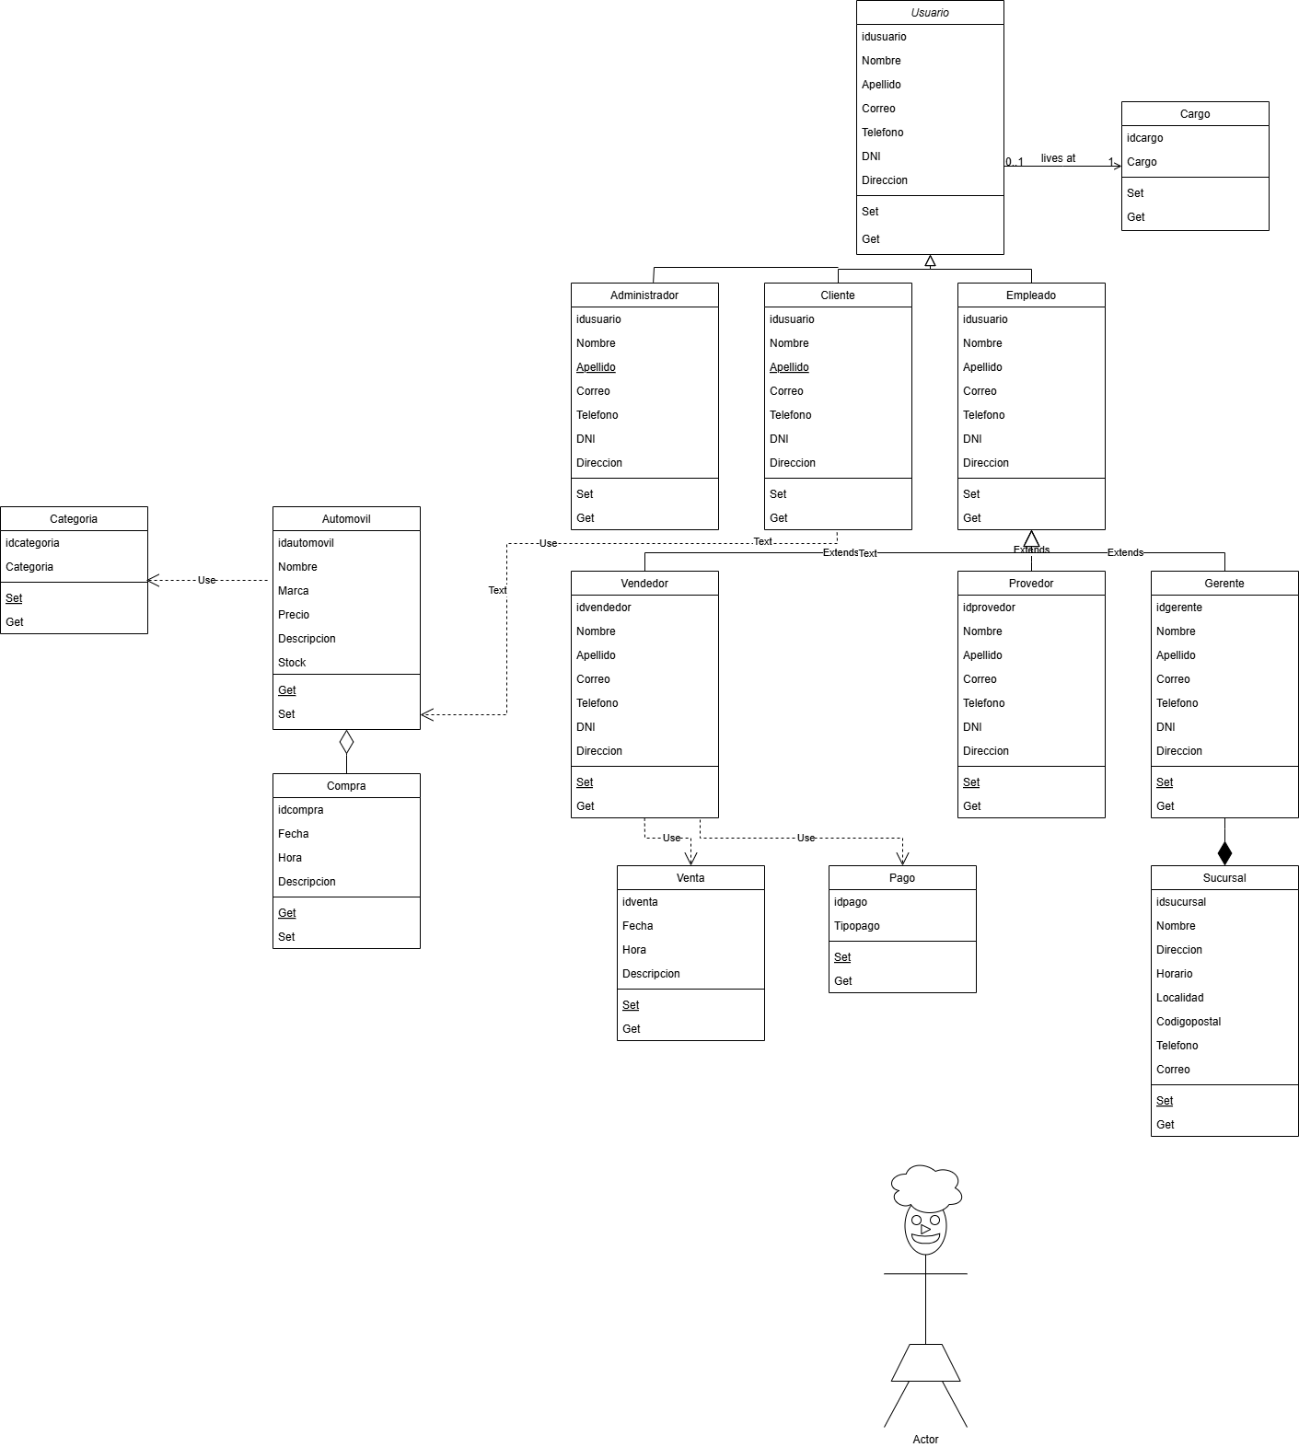 Usuario
idusuario
Nombre
Apellido
Correo
Telefono
DNI
Direccion
Set
Get
0..1
lives at
1
Cargo
idcargo
Cargo
Set
Get
Administrador
idusuario
Nombre
Apellido
Correo
Telefono
DNI
Direccion
Set
Get
Cliente
idusuario
Nombre
Apellido
Correo
Telefono
DNI
Direccion
Set
Get
Empleado
idusuario
Nombre
Apellido
Correo
Telefono
DNI
Direccion
Set
Get
Categoria
idcategoria
Categoria
Set
Get
Use
Automovil
idautomovil
Nombre
Marca
Precio
Descripcion
Stock
Get
Set
Use
Text
Text
Extends
Text
Extends
Extends
Vendedor
idvendedor
Nombre
Apellido
Correo
Telefono
DNI
Direccion
Set
Get
Provedor
idprovedor
Nombre
Apellido
Correo
Telefono
DNI
Direccion
Set
Get
Gerente
idgerente
Nombre
Apellido
Correo
Telefono
DNI
Direccion
Set
Get
Compra
idcompra
Fecha
Hora
Descripcion
Get
Set
Use
Use
Venta
idventa
Fecha
Hora
Descripcion
Set
Get
Pago
idpago
Tipopago
Set
Get
Sucursal
idsucursal
Nombre
Direccion
Horario
Localidad
Codigopostal
Telefono
Correo
Set
Get
Actor